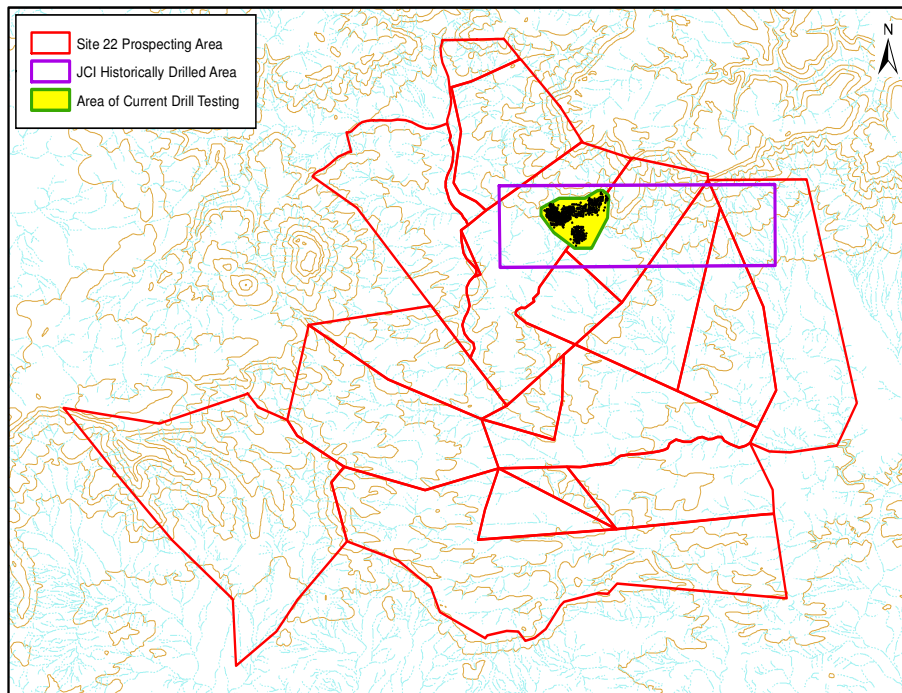 Site 22 Prospecting Area
JCI Historically Drilled Area
Area of Current Drill Testing
N